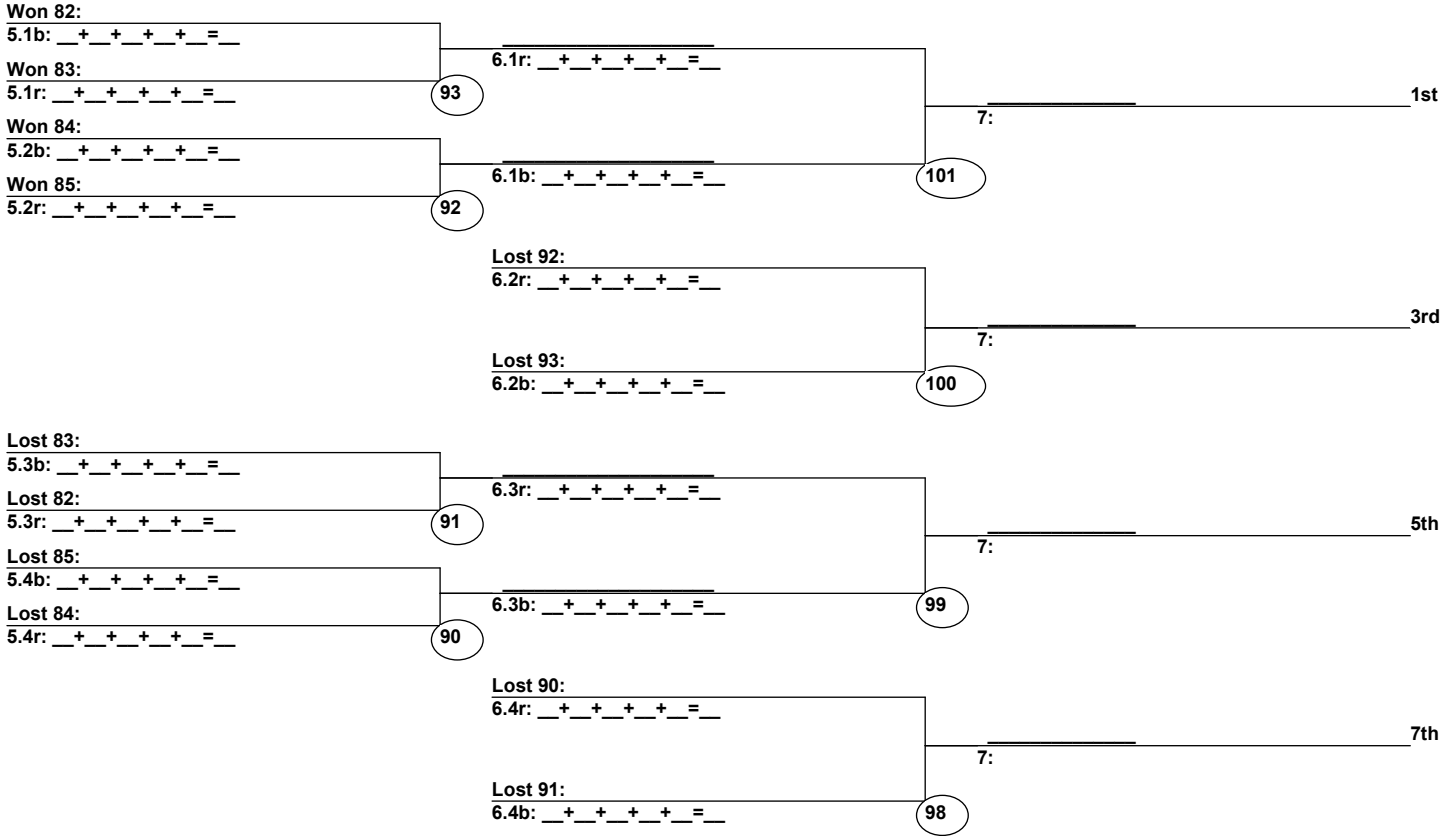 Won 82:
5.1b: __+__+__+__+__=__
6.1r: __+__+__+__+__=__
Won 83:
5.1r: __+__+__+__+__=__
93
1st
7:
Won 84:
5.2b: __+__+__+__+__=__
6.1b: __+__+__+__+__=__
101
Won 85:
5.2r: __+__+__+__+__=__
92
Lost 92:
6.2r: __+__+__+__+__=__
3rd
7:
Lost 93:
6.2b: __+__+__+__+__=__
100
Lost 83:
5.3b: __+__+__+__+__=__
6.3r: __+__+__+__+__=__
Lost 82:
5.3r: __+__+__+__+__=__
91
5th
7:
Lost 85:
5.4b: __+__+__+__+__=__
6.3b: __+__+__+__+__=__
99
Lost 84:
5.4r: __+__+__+__+__=__
90
Lost 90:
6.4r: __+__+__+__+__=__
7th
7:
Lost 91:
6.4b: __+__+__+__+__=__
98